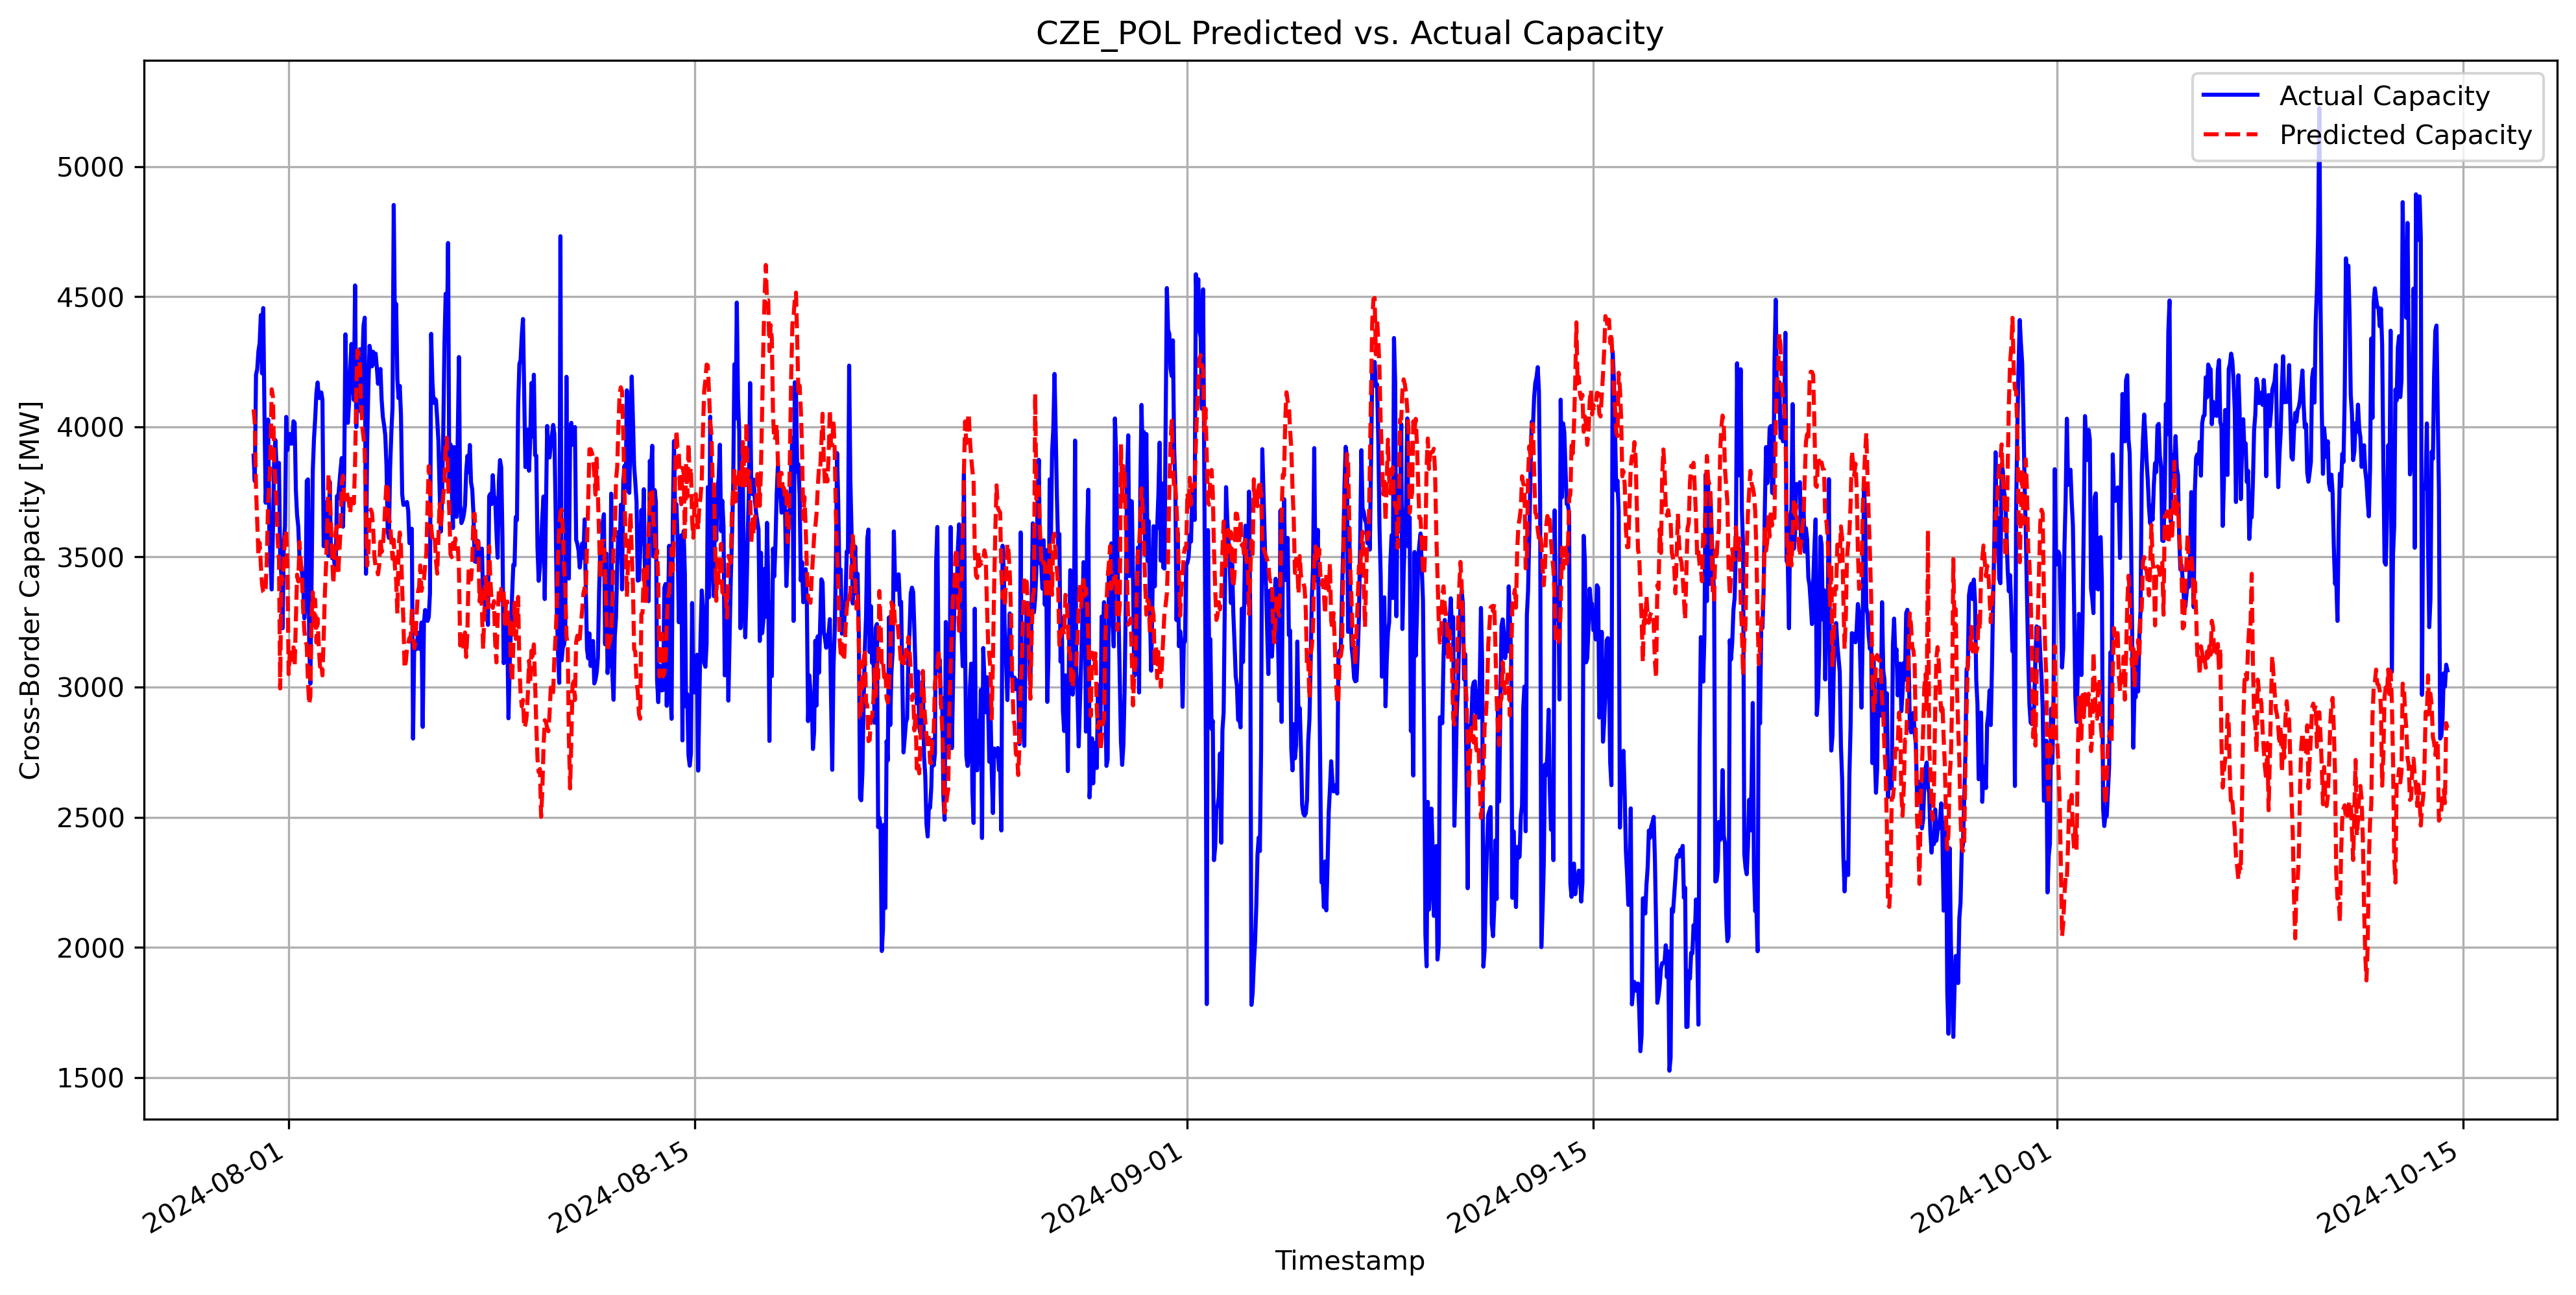 CZE_POL Predicted vs. Actual Capacity
Actual Capacity
Predicted Capacity
Cross-Border Capacity [MW]
5000
4500
4000
3500
3000
2500
2000
1500
2024-08-01
2024-08-15
2024-09-01
2024-09-15
2024-10-01
2024-10-15
Timestamp